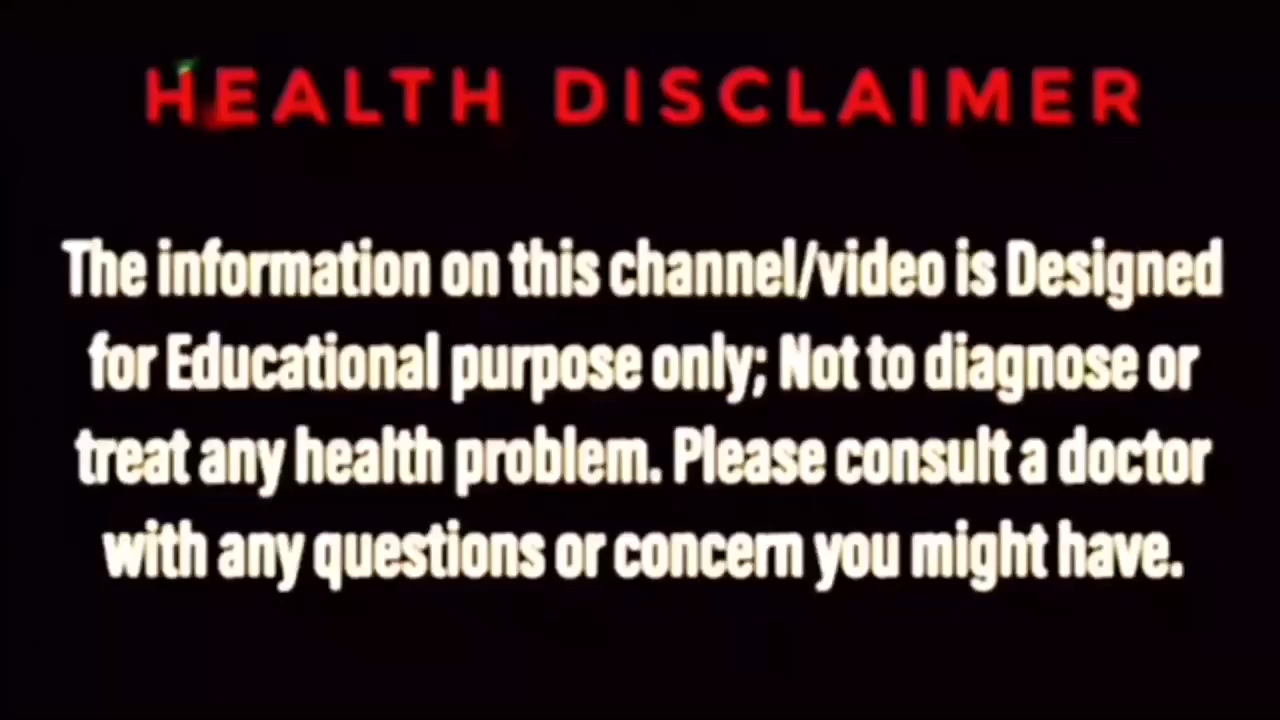 HEALTH DISCLAIMER
The information on this channel/video is Designed
for Educational purpose only; Not to diagnose or
treat any health problem. Please consult a doctor
with any questions or concern you might have.